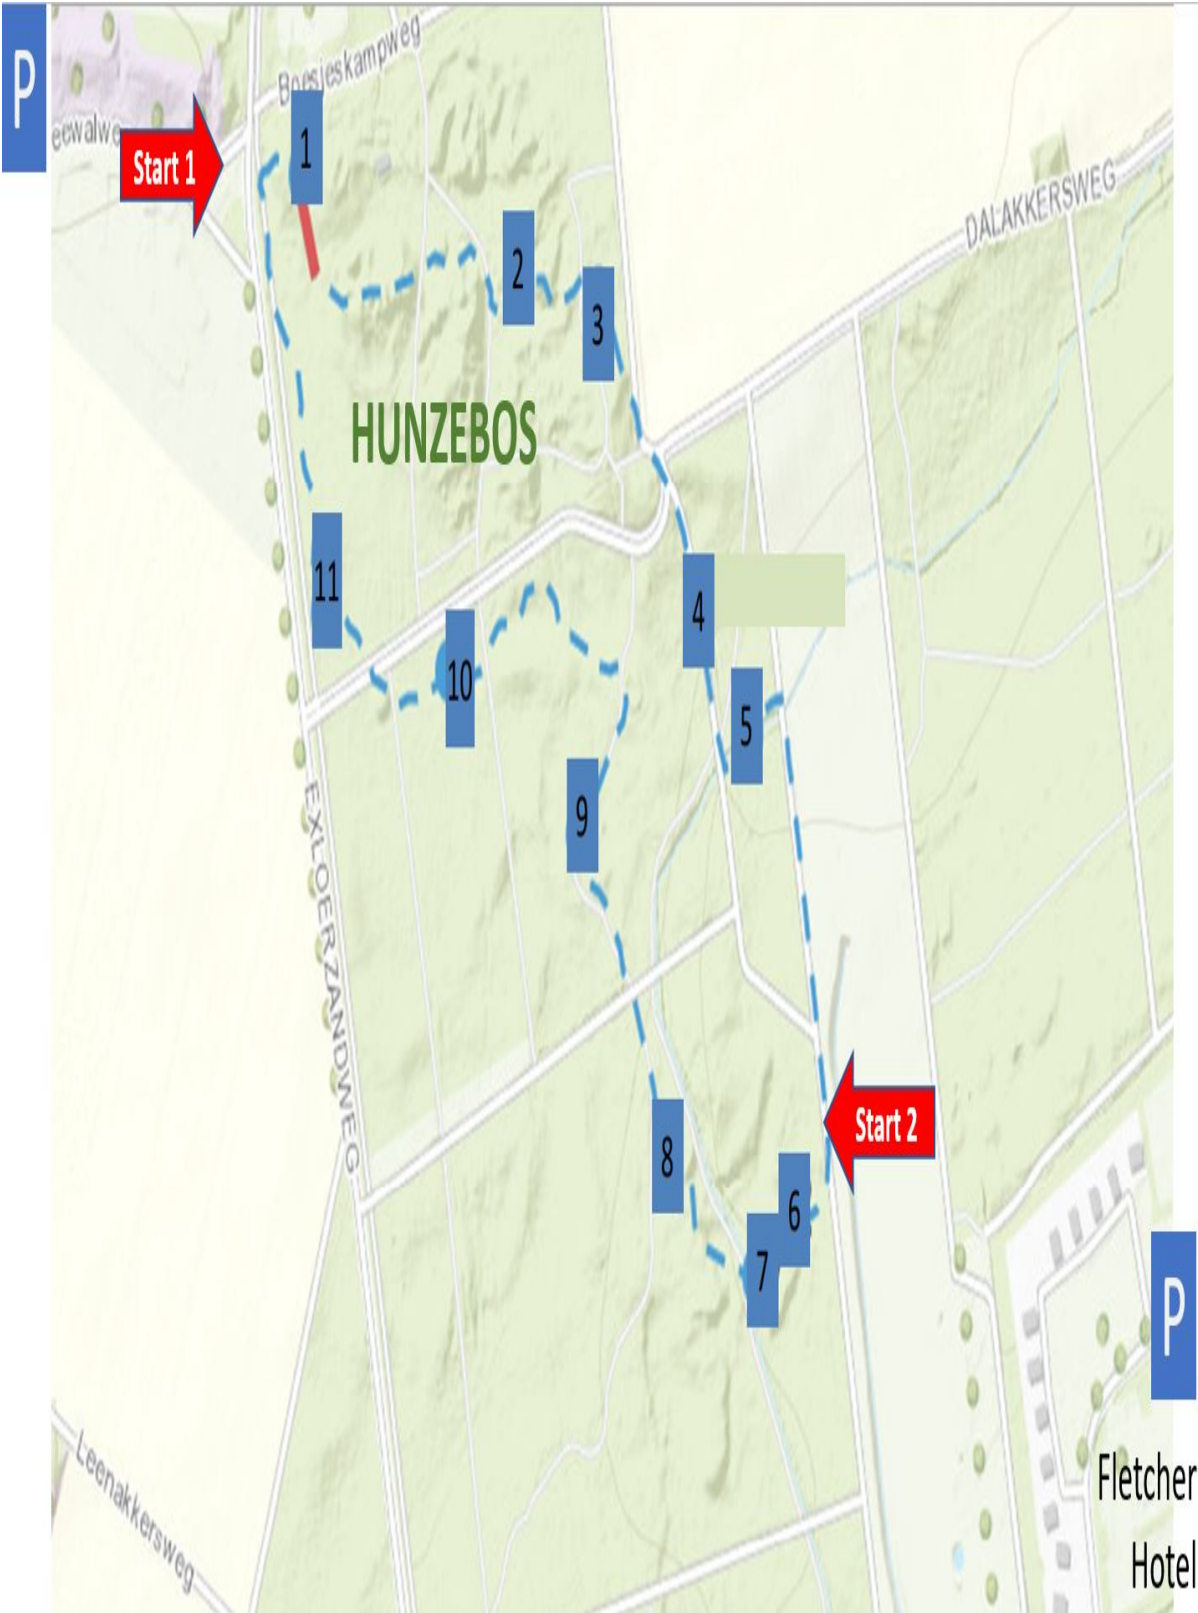 P
Boesjeskampweg
eewalwe
Start 1
1
2
DALAKKERSWEG
3
HUNZEBOS
11
4
10
5
9
EXLOERZANDWEG
Start 2
8
6
7
P
Fletcher
Hotel
Leenakkersweg